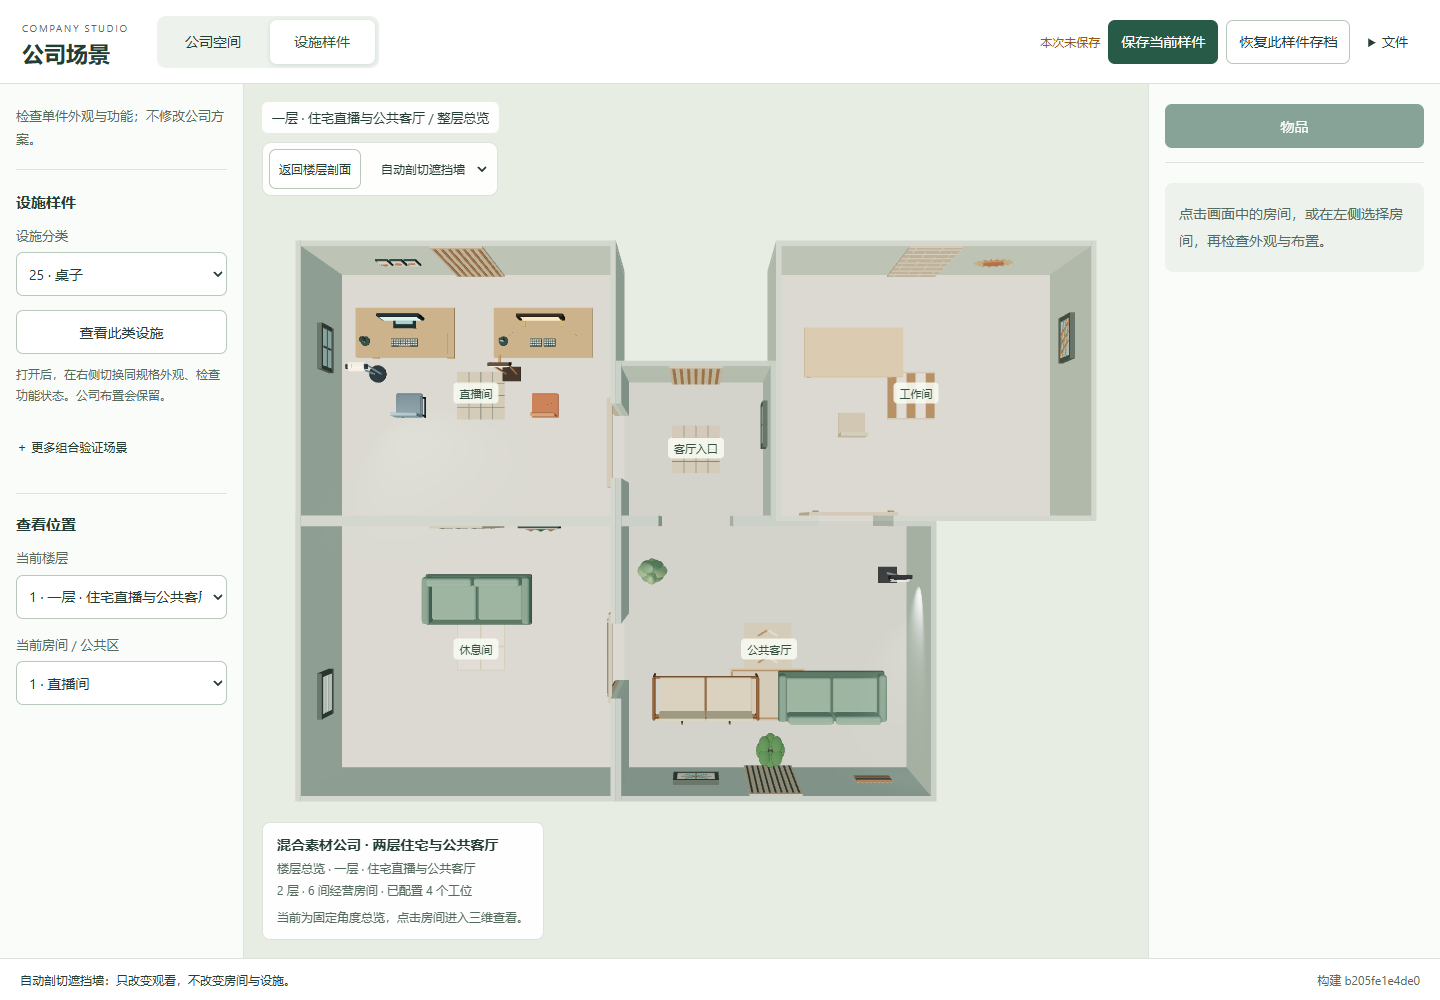 COMPANY STUDIO
公司场景
公司空间
设施样件
本次未保存
保存当前样件
恢复此样件存档
▶ 文件
检查单件外观与功能；不修改公司方
案。
设施样件
设施分类
25 · 桌子
查看此类设施
打开后，在右侧切换同规格外观、检查
功能状态。公司布置会保留。
+ 更多组合验证场景
查看位置
当前楼层
1 · 一层 · 住宅直播与公共客厅
当前房间 / 公共区
1 · 直播间
一层 · 住宅直播与公共客厅 / 整层总览
返回楼层剖面
自动剖切遮挡墙
直播间
客厅入口
工作间
休息间
公共客厅
混合素材公司 · 两层住宅与公共客厅
楼层总览 · 一层 · 住宅直播与公共客厅
2 层 · 6 间经营房间 · 已配置 4 个工位
当前为固定角度总览，点击房间进入三维查看。
物品
点击画面中的房间，或在左侧选择房
间，再检查外观与布置。
自动剖切遮挡墙：只改变观看，不改变房间与设施。
构建 b205fe1e4de0